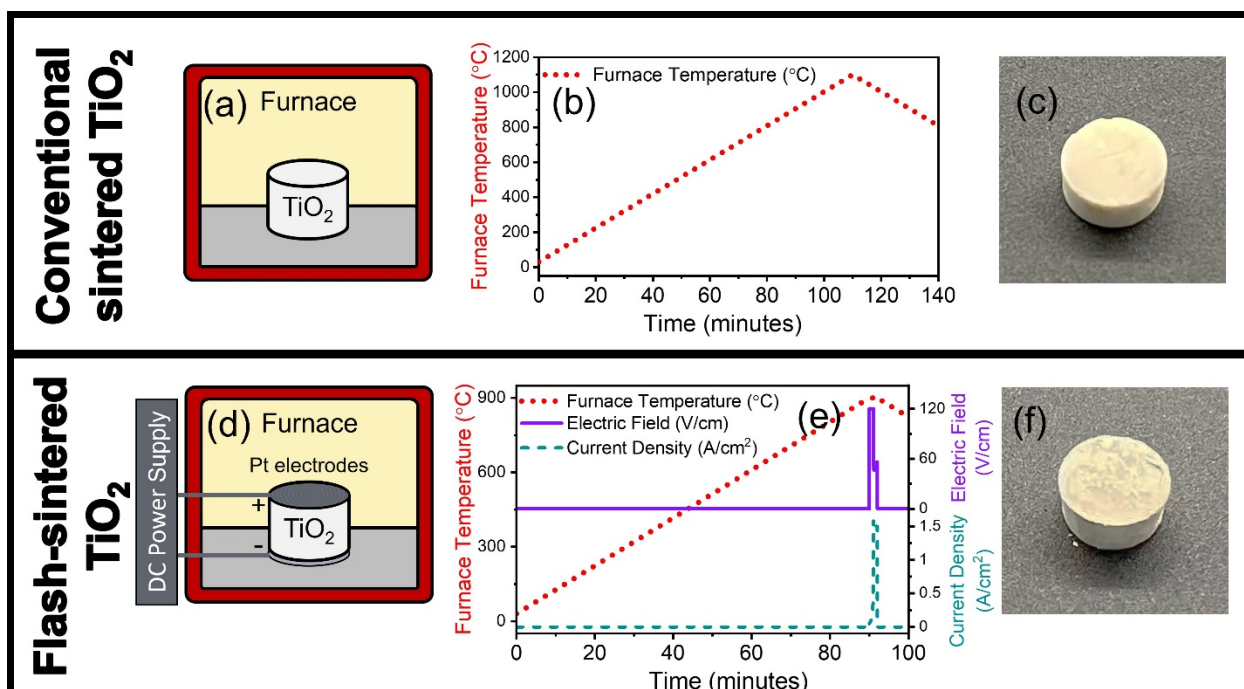 Conventional
sintered TiO₂
(a)
Furnace
TiO₂
(b)
Furnace Temperature (°C)
1200
1000
800
600
400
200
0
0 20 40 60 80 100 120 140
Time (minutes)
Furnace Temperature (°C)
(c)
Flash-sintered
TiO₂
DC Power Supply
(d)
Furnace
Pt electrodes
+
TiO₂
-
(e)
Furnace Temperature (°C)
Electric Field (V/cm)
Current Density (A/cm²)
Furnace Temperature (°C)
900
600
300
0
0 20 40 60 80 100
Time (minutes)
120
60
0
Electric Field
(V/cm)
1.5
1
0.5
0
Current Density
(A/cm²)
(f)